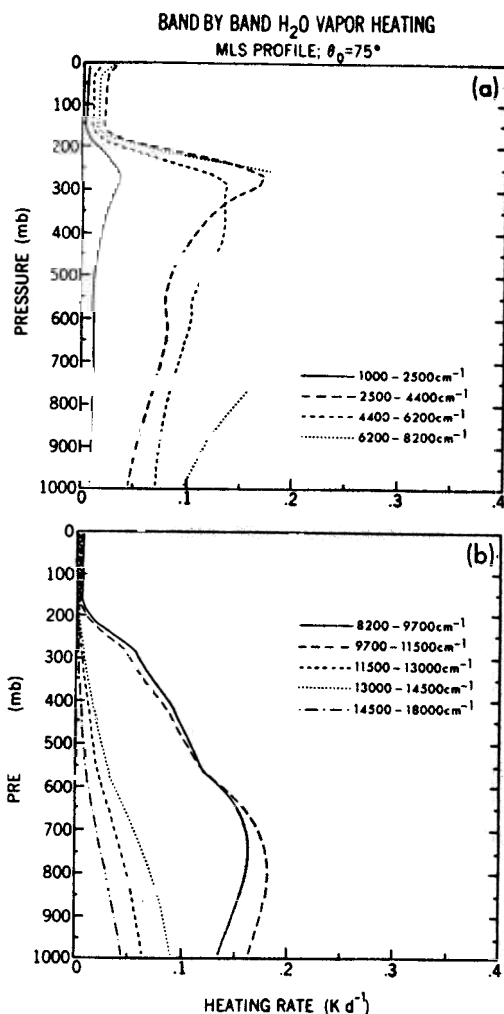 BAND BY BAND H₂O VAPOR HEATING
MLS PROFILE; θ₀=75°
(a)
0
100
200
300
400
500
600
700
800
900
1000
PRESSURE (mb)
1000 – 2500cm⁻¹
2500 – 4400cm⁻¹
4400 – 6200cm⁻¹
6200 – 8200cm⁻¹
0 .1 .2 .3 .4
(b)
0
100
200
300
400
500
600
700
800
900
1000
PRE (mb)
8200 – 9700cm⁻¹
9700 – 11500cm⁻¹
11500 – 13000cm⁻¹
13000 – 14500cm⁻¹
14500 – 18000cm⁻¹
0 .1 .2 .3 .4
HEATING RATE (K d⁻¹)